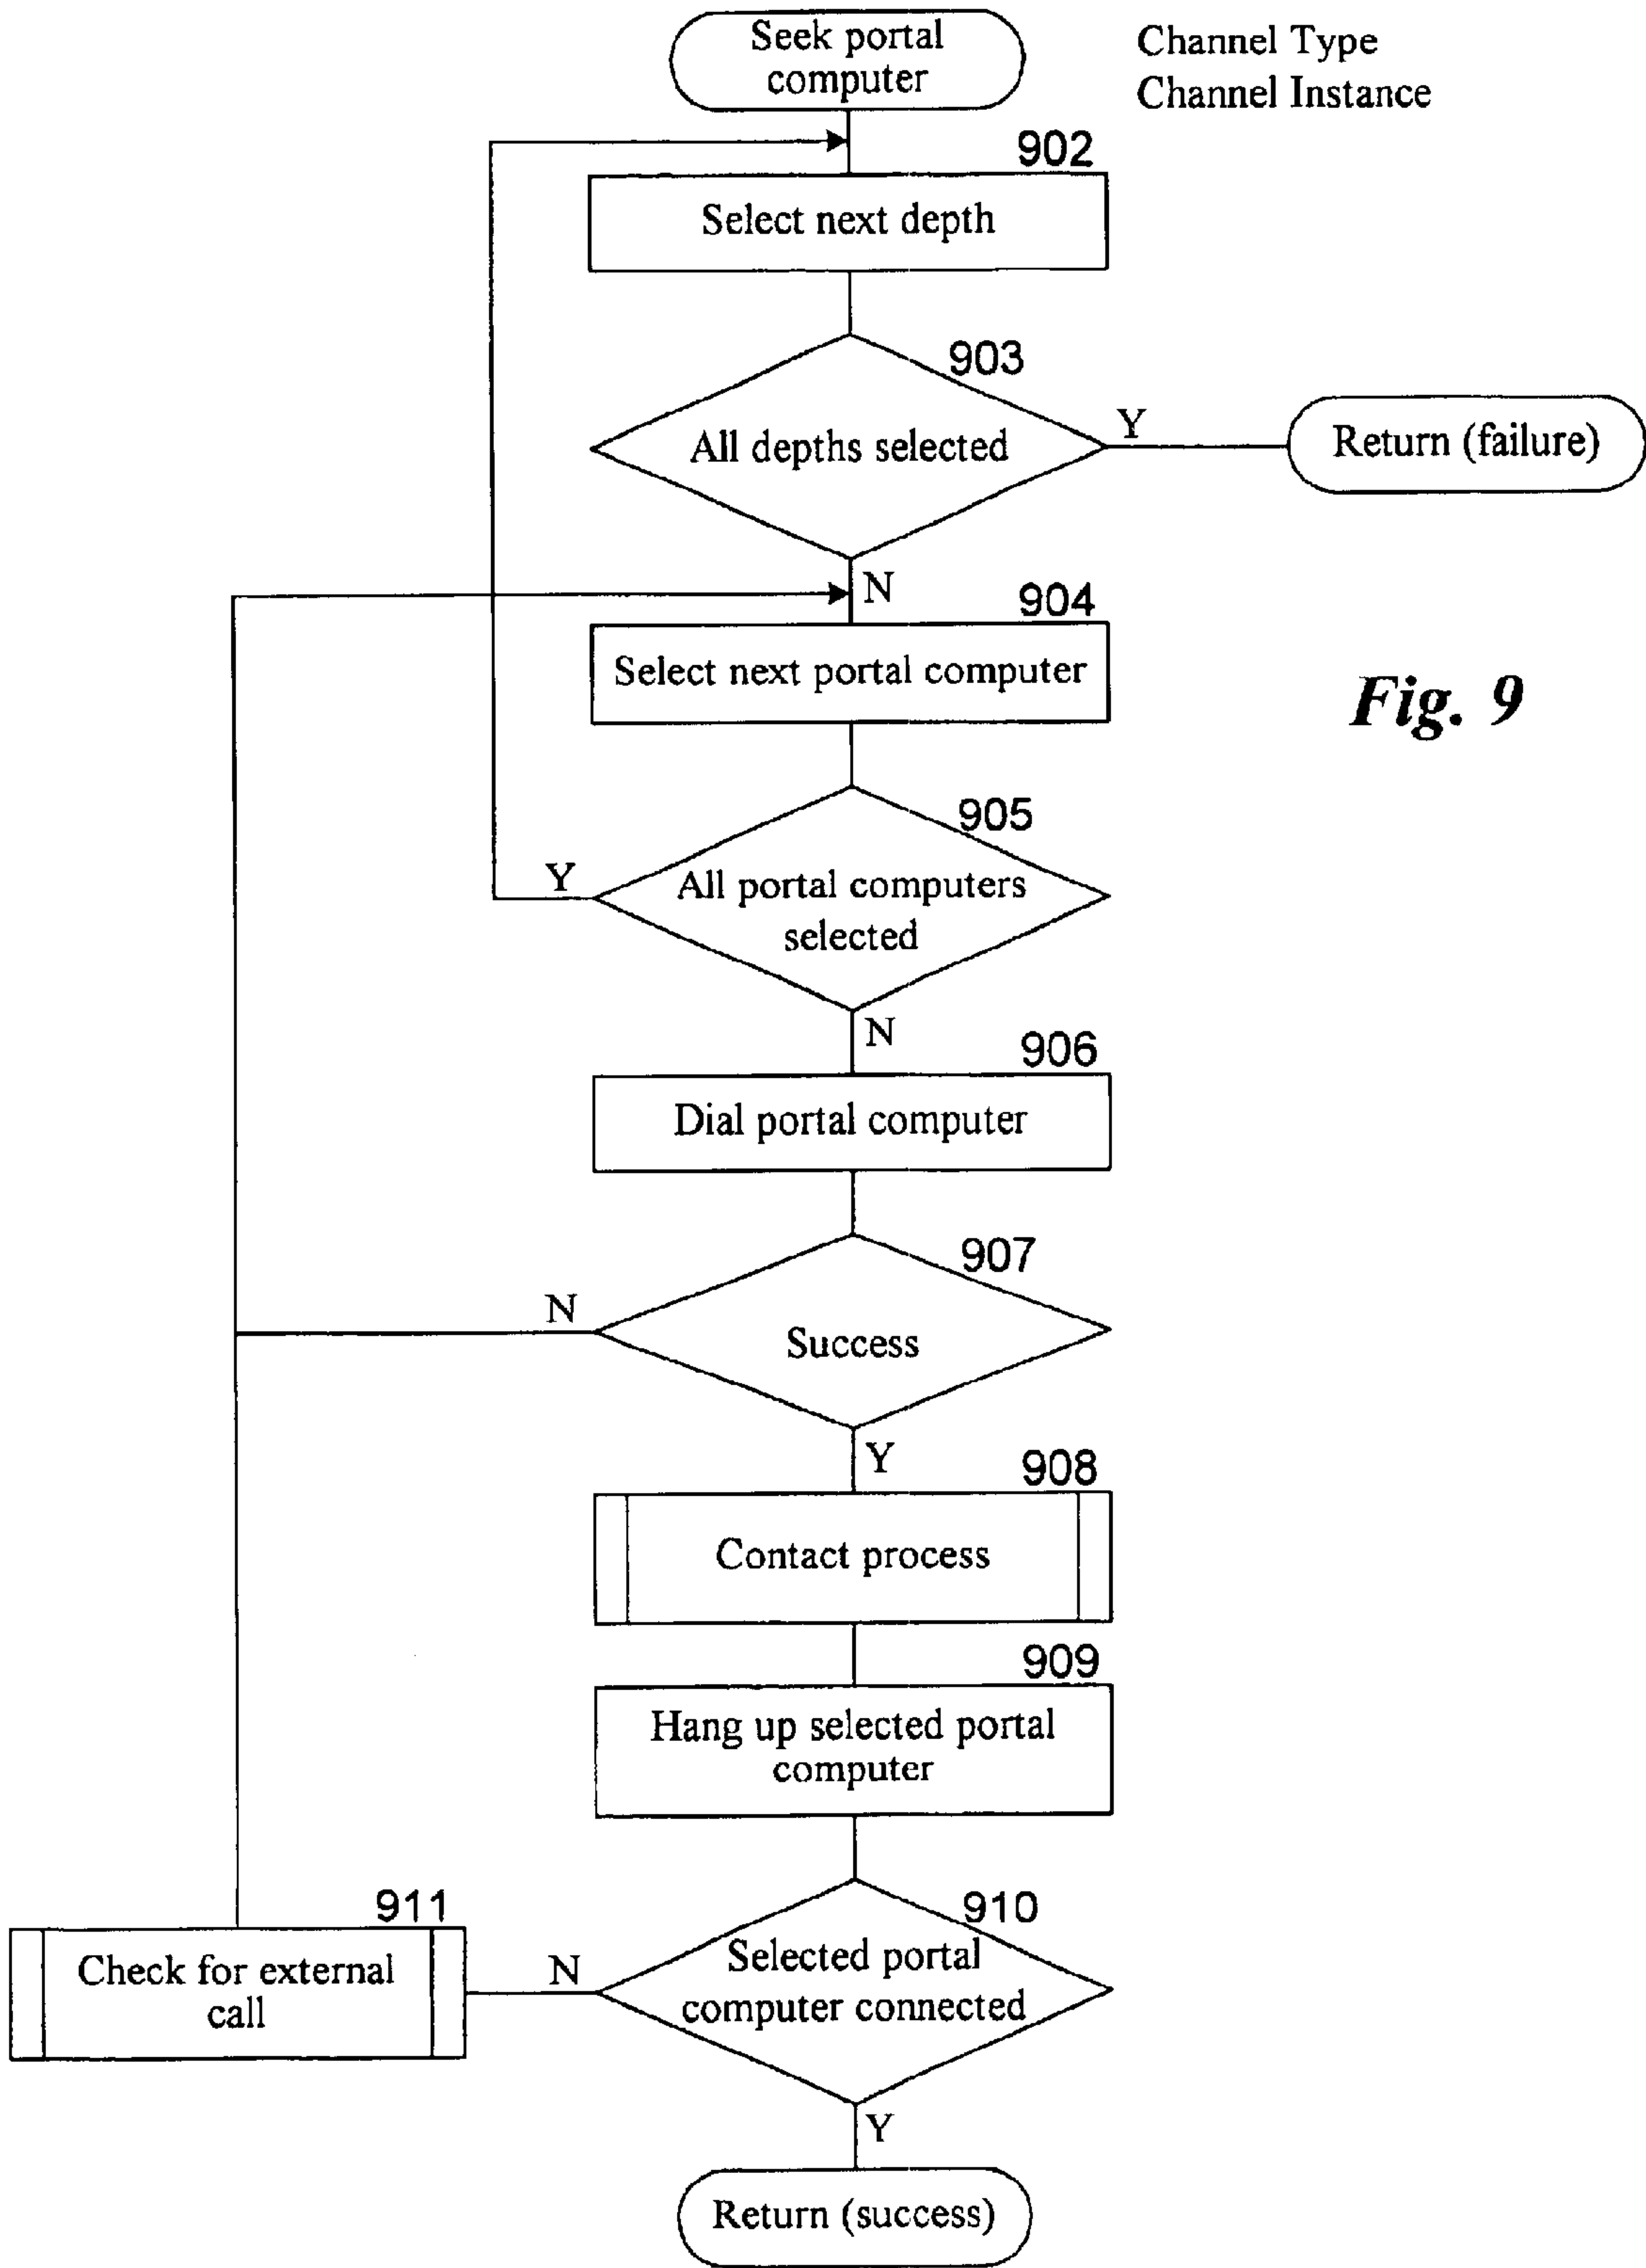 Seek portal
computer
Channel Type
Channel Instance
902
Select next depth
903
All depths selected
Y
Return (failure)
N
904
Select next portal computer
Fig. 9
905
Y
All portal computers
selected
N
906
Dial portal computer
907
N
Success
Y
908
Contact process
909
Hang up selected portal
computer
911
Check for external
call
910
N
Selected portal
computer connected
Y
Return (success)